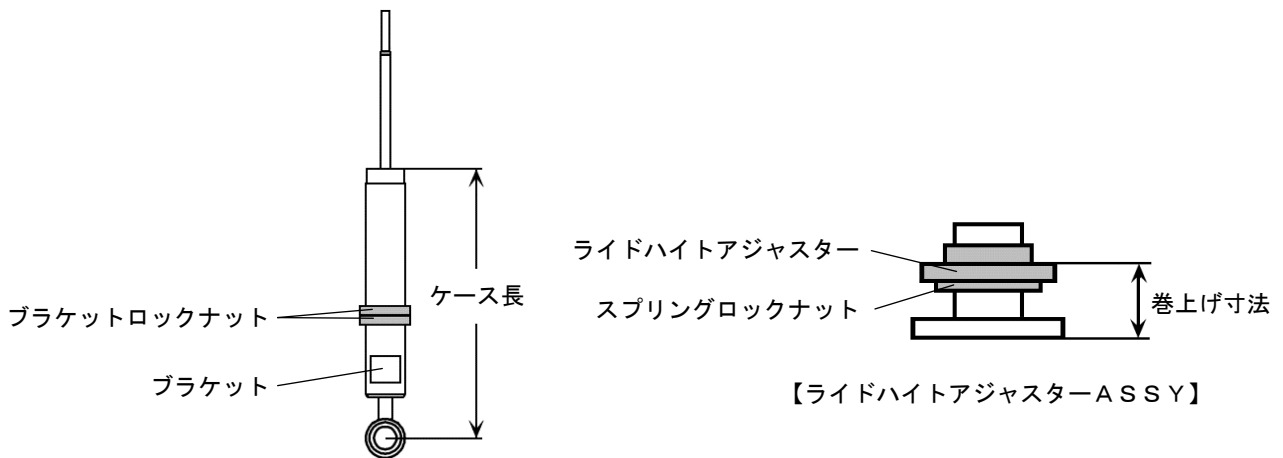 ケース長
ブラケットロックナット
ブラケット
ライドハイトアジャスター
スプリングロックナット
巻上げ寸法
【ライドハイトアジャスターＡＳＳＹ】